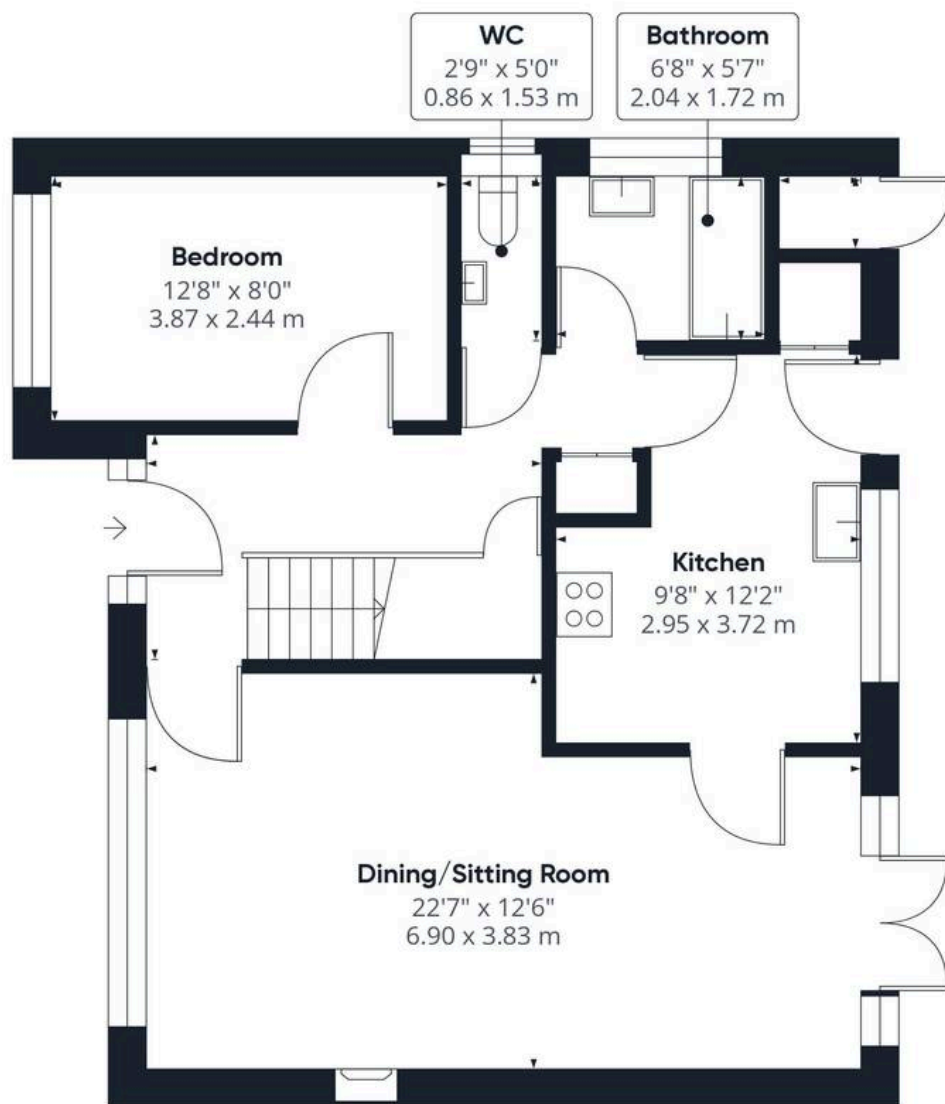 WC
2'9" x 5'0"
0.86 x 1.53 m
Bathroom
6'8" x 5'7"
2.04 x 1.72 m
Bedroom
12'8" x 8'0"
3.87 x 2.44 m
Kitchen
9'8" x 12'2"
2.95 x 3.72 m
Dining/Sitting Room
22'7" x 12'6"
6.90 x 3.83 m